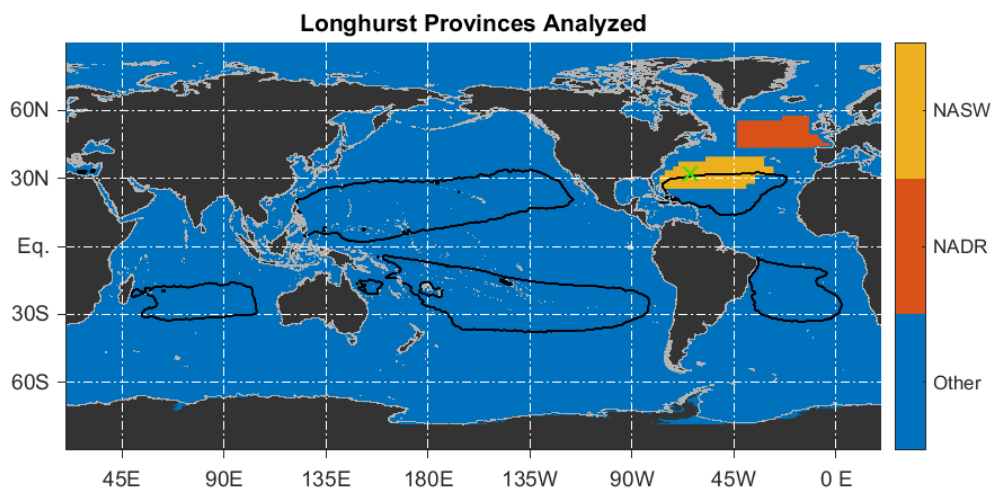 Longhurst Provinces Analyzed
60N
30N
Eq.
30S
60S
45E 90E 135E 180E 135W 90W 45W 0 E
NASW
NADR
Other